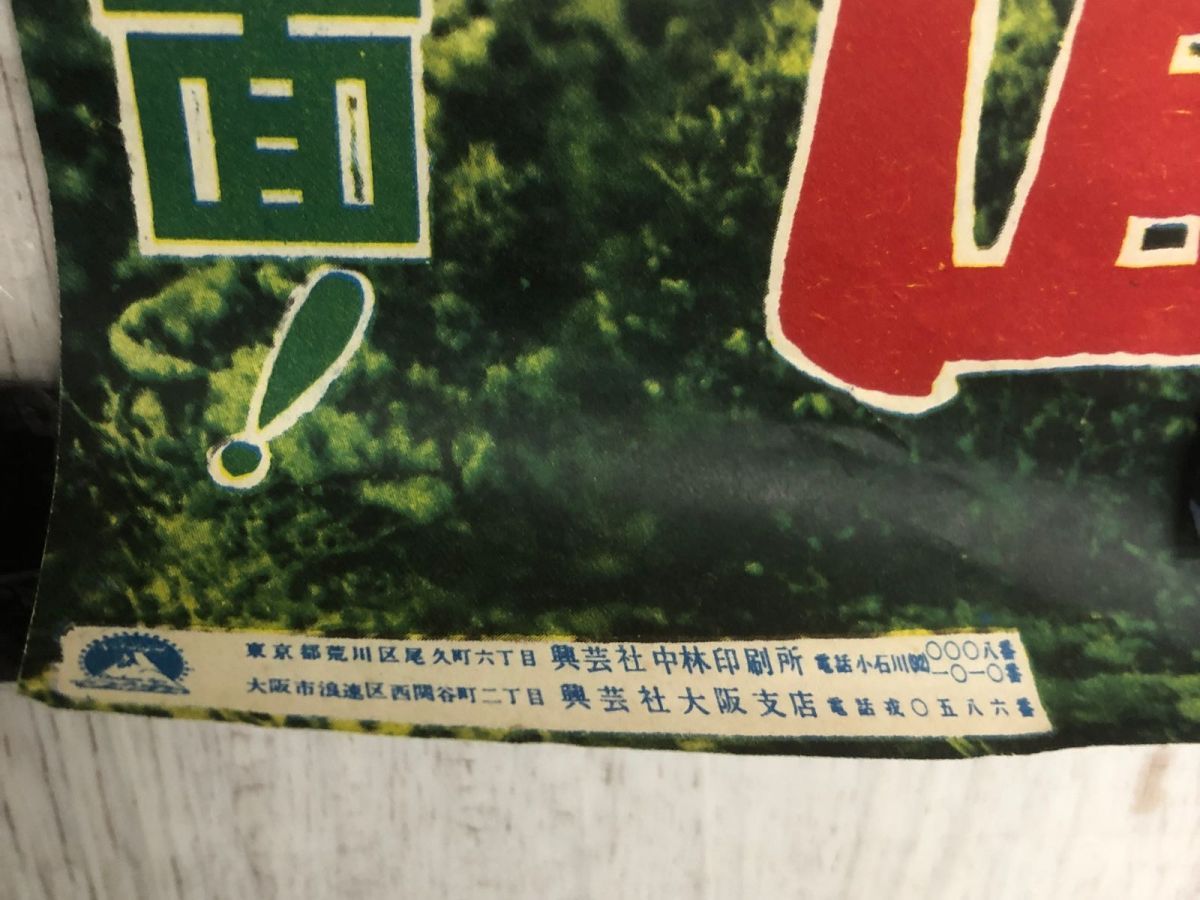 画!
東京都荒川区尾久町六丁目 興芸社中林印刷所 電話小石川(92)〇〇〇八番 一〇一〇番
大阪市浪速区西関谷町二丁目 興芸社大阪支店 電話戎〇五八六番